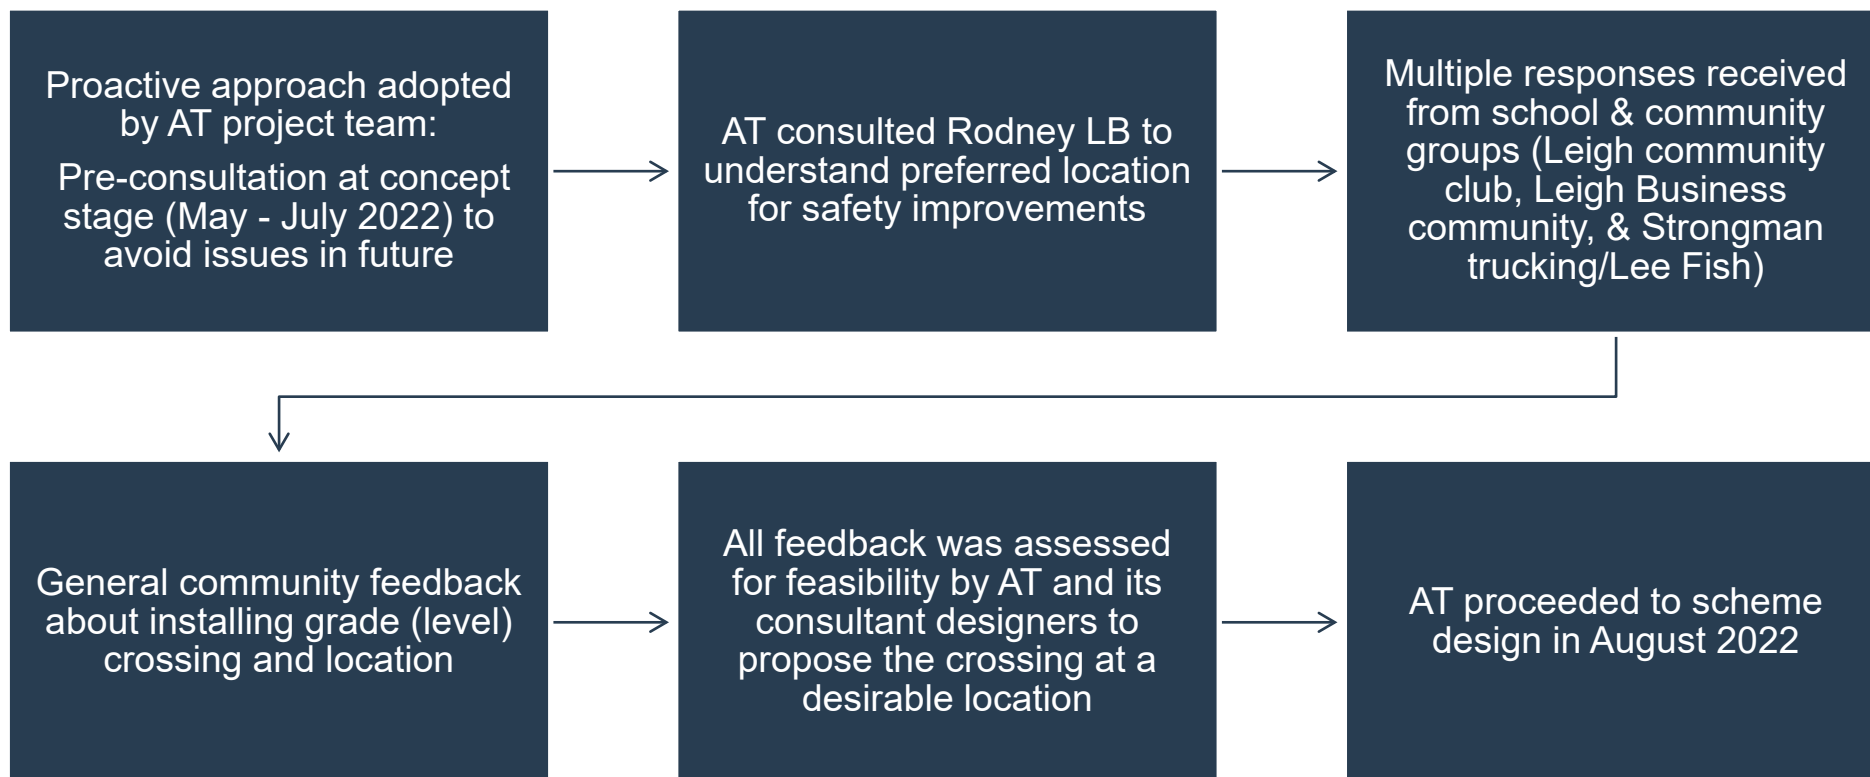 Proactive approach adopted
by AT project team:
Pre-consultation at concept
stage (May - July 2022) to
avoid issues in future
AT consulted Rodney LB to
understand preferred location
for safety improvements
Multiple responses received
from school & community
groups (Leigh community
club, Leigh Business
community, & Strongman
trucking/Lee Fish)
General community feedback
about installing grade (level)
crossing and location
All feedback was assessed
for feasibility by AT and its
consultant designers to
propose the crossing at a
desirable location
AT proceeded to scheme
design in August 2022